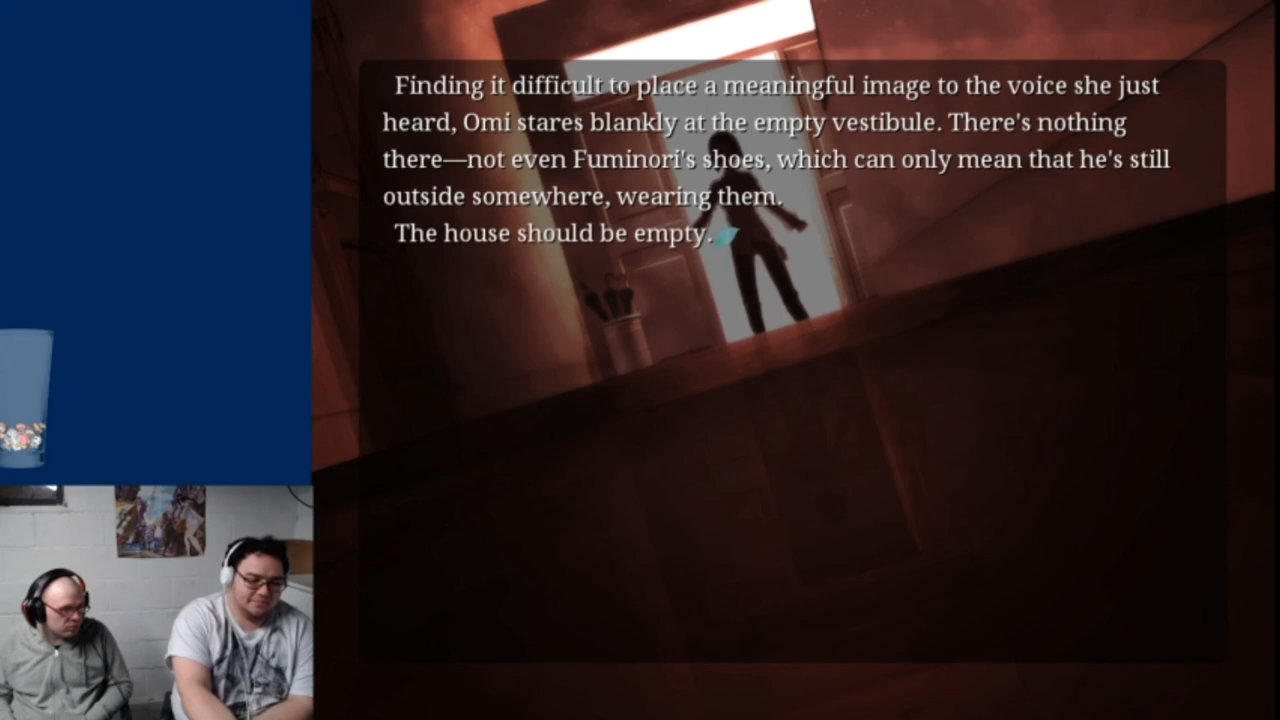 Finding it difficult to place a meaningful image to the voice she just
heard, Omi stares blankly at the empty vestibule. There's nothing
there—not even Fuminori's shoes, which can only mean that he's still
outside somewhere, wearing them.
The house should be empty.